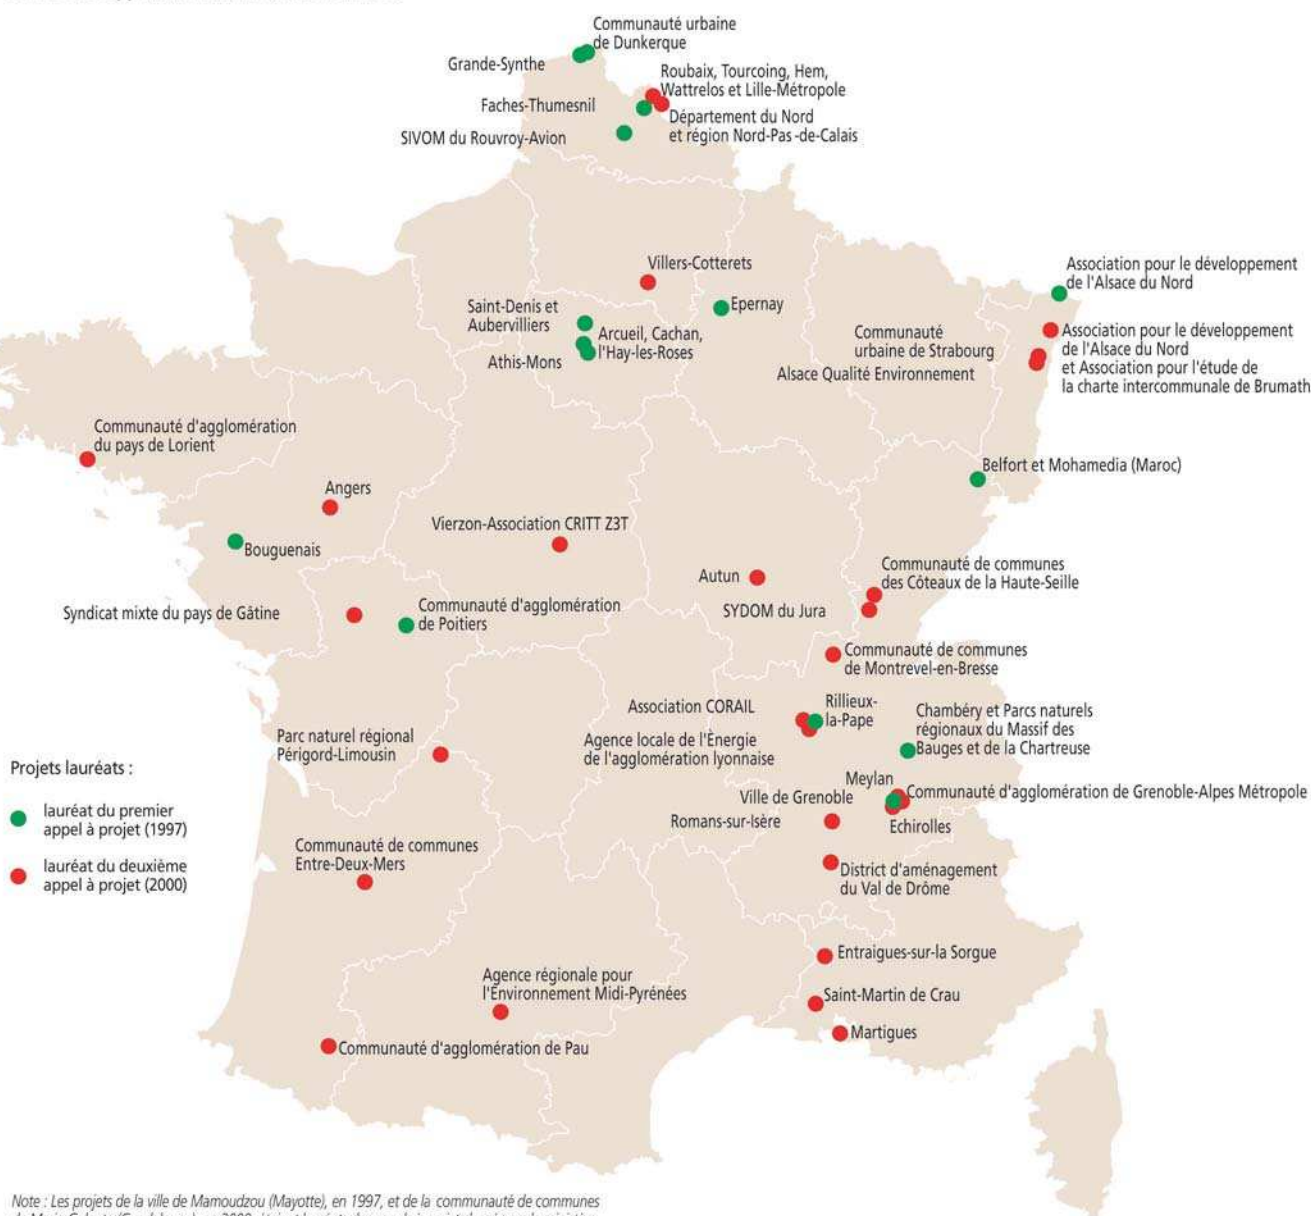 Communauté urbaine
de Dunkerque
Grande-Synthe
Roubaix, Tourcoing, Hem,
Wattrelos et Lille-Métropole
Faches-Thumesnil
Département du Nord
et région Nord-Pas -de-Calais
SIVOM du Rouvroy-Avion
Villers-Cotterets
Association pour le développement
de l'Alsace du Nord
Epernay
Saint-Denis et
Aubervilliers
Arcueil, Cachan,
l'Hay-les-Roses
Athis-Mons
Communauté
urbaine de Strabourg
Alsace Qualité Environnement
Association pour le développement
de l'Alsace du Nord
et Association pour l'étude de
la charte intercommunale de Brumath
Communauté d'agglomération
du pays de Lorient
Belfort et Mohamedia (Maroc)
Angers
Vierzon-Association CRITT Z3T
Bouguenais
Autun
Communauté de communes
des Côteaux de la Haute-Seille
Syndicat mixte du pays de Gâtine
Communauté d'agglomération
de Poitiers
SYDOM du Jura
Communauté de communes
de Montrevel-en-Bresse
Association CORAIL
Rillieux-
la-Pape
Chambéry et Parcs naturels
régionaux du Massif des
Bauges et de la Chartreuse
Parc naturel régional
Périgord-Limousin
Agence locale de l'Ènergie
de l'agglomération lyonnaise
Projets lauréats :
lauréat du premier
appel à projet (1997)
lauréat du deuxième
appel à projet (2000)
Meylan
Communauté d'agglomération de Grenoble-Alpes Métropole
Ville de Grenoble
Romans-sur-Isère
Echirolles
Communauté de communes
Entre-Deux-Mers
District d'aménagement
du Val de Drôme
Entraigues-sur-la Sorgue
Agence régionale pour
l'Environnement Midi-Pyrénées
Saint-Martin de Crau
Martigues
Communauté d'agglomération de Pau
Note : Les projets de la ville de Mamoudzou (Mayotte), en 1997, et de la communauté de communes